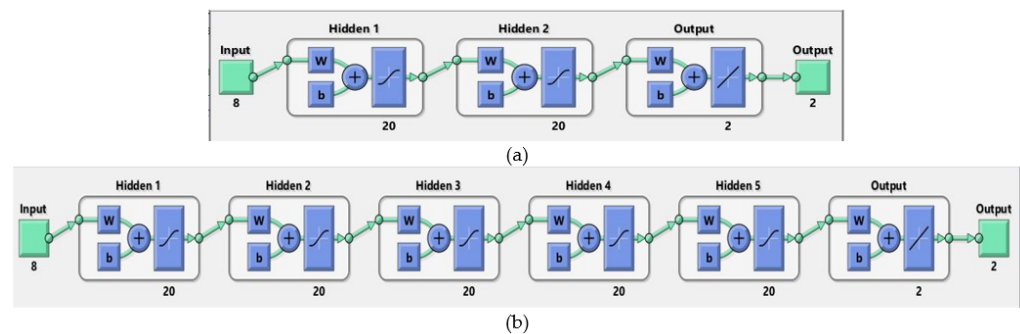 Hidden 1 Hidden 2 Output
Input Output
W W W
+ + +
b b b
8 2
20 20 2
(a)
Hidden 1 Hidden 2 Hidden 3 Hidden 4 Hidden 5 Output
Input Output
W W W W W W
+ + + + + +
b b b b b b
8 2
20 20 20 20 20 2
(b)